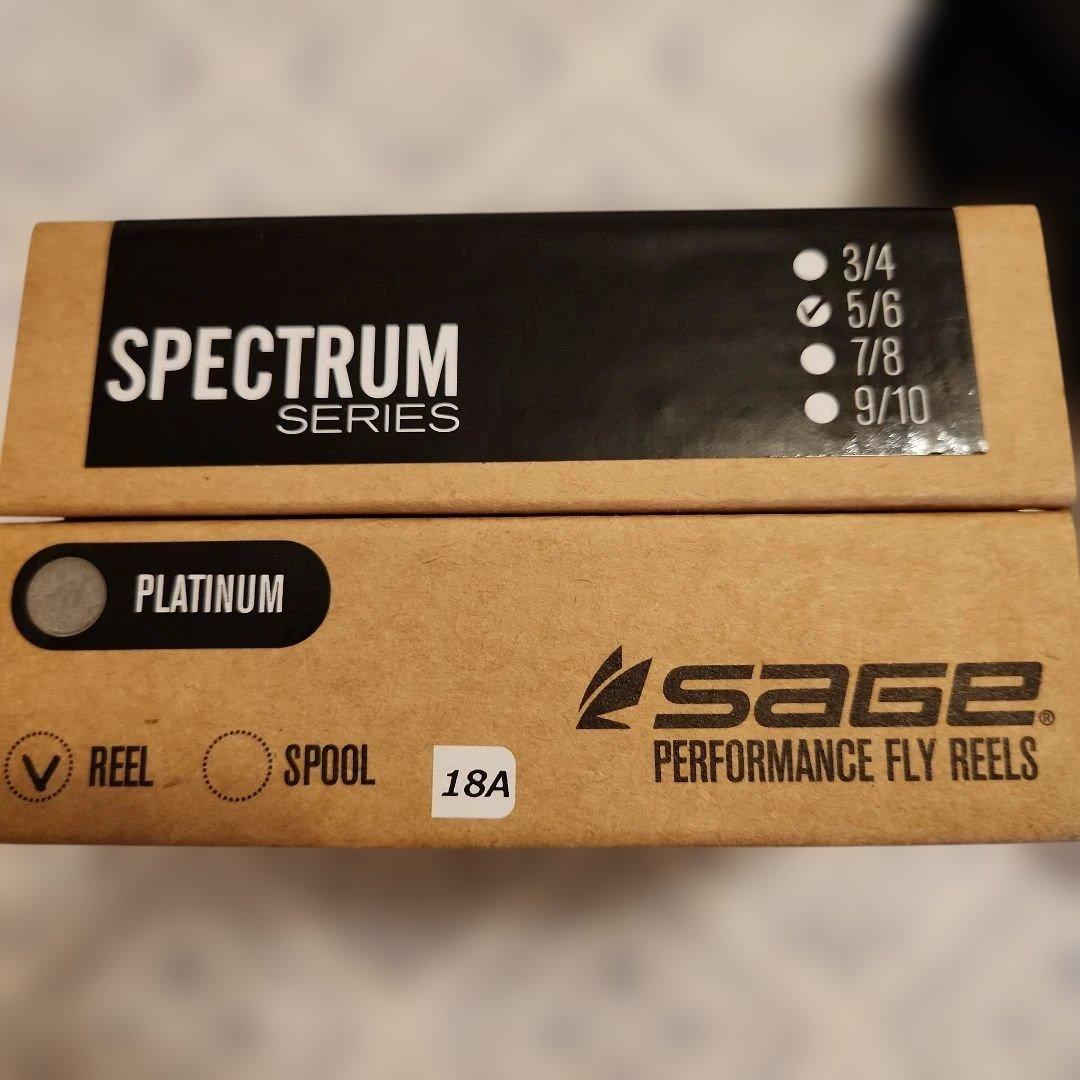 SPECTRUM
SERIES
3/4
5/6
7/8
9/10
PLATINUM
SAGE®
PERFORMANCE FLY REELS
REEL
SPOOL
18A